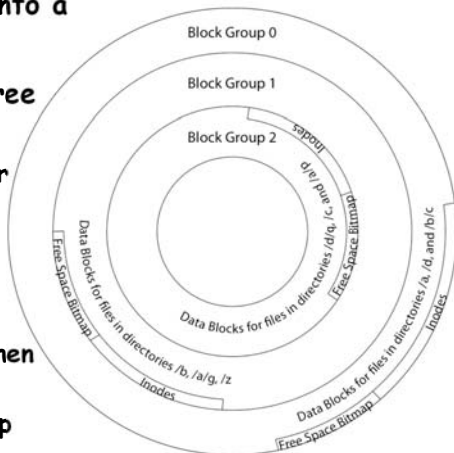 nto a
ree
r
hen
p
Block Group 0
Block Group 1
Block Group 2
Inodes
Free Space Bitmap
Data Blocks for files in directories /d/q, /c, and /a/p
Data Blocks for files in directories /b, /a/g, /z
Free Space Bitmap
Inodes
Data Blocks for files in directories /a, /d, and /b/c
Inodes
Free Space Bitmap